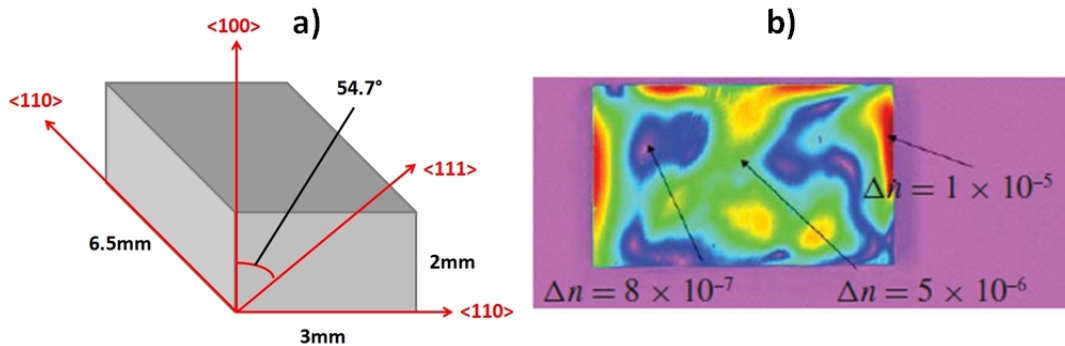 a)
<100>
54.7°
<110>
<111>
6.5mm
2mm
<110>
3mm
b)
Δn = 1 × 10⁻⁵
Δn = 8 × 10⁻⁷
Δn = 5 × 10⁻⁶